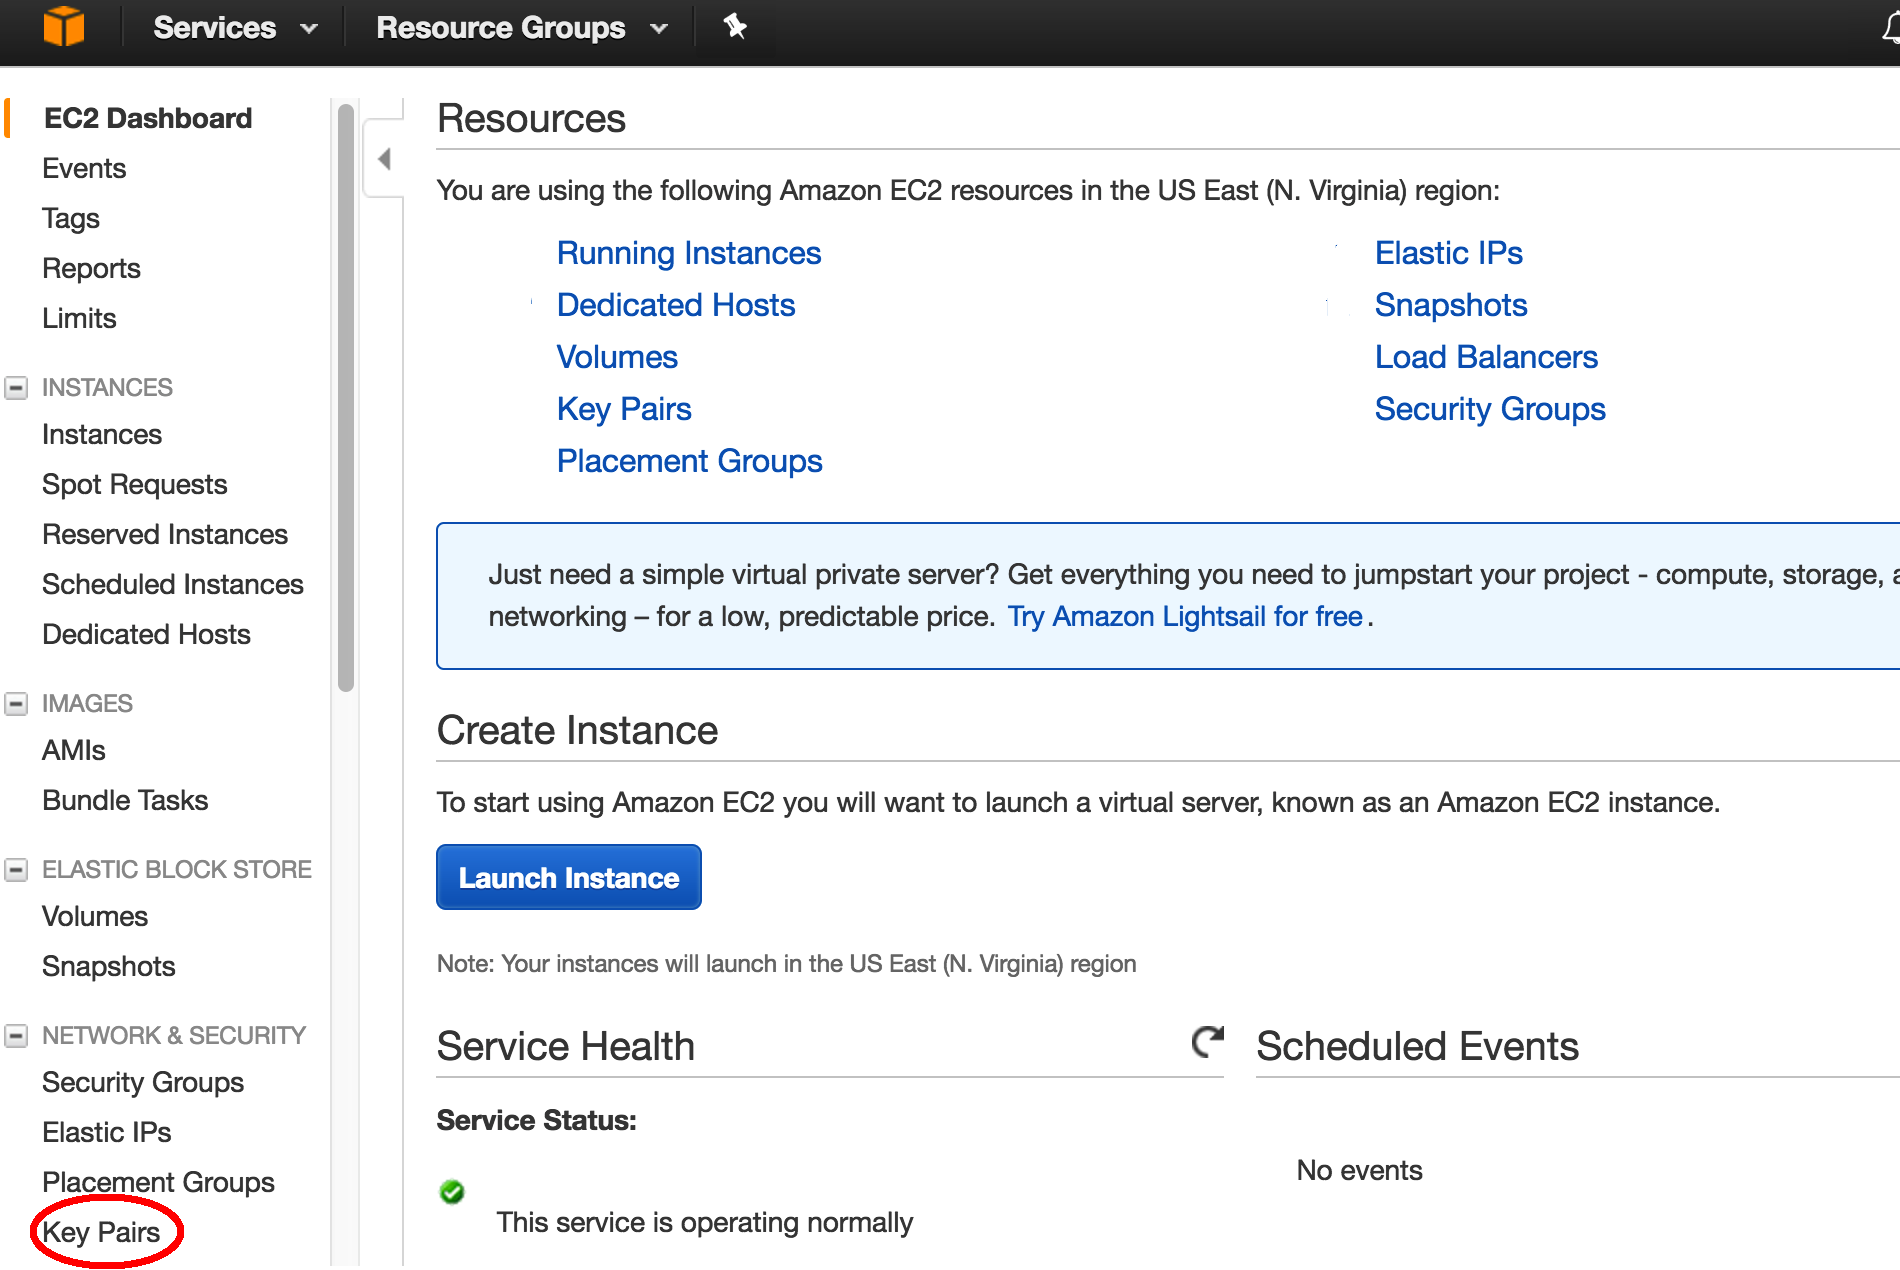 Services
Resource Groups
EC2 Dashboard
Events
Tags
Reports
Limits
INSTANCES
Instances
Spot Requests
Reserved Instances
Scheduled Instances
Dedicated Hosts
IMAGES
AMIs
Bundle Tasks
ELASTIC BLOCK STORE
Volumes
Snapshots
NETWORK & SECURITY
Security Groups
Elastic IPs
Placement Groups
Key Pairs
Resources
You are using the following Amazon EC2 resources in the US East (N. Virginia) region:
Running Instances
Elastic IPs
Dedicated Hosts
Snapshots
Volumes
Load Balancers
Key Pairs
Security Groups
Placement Groups
Just need a simple virtual private server? Get everything you need to jumpstart your project - compute, storage,
networking – for a low, predictable price. Try Amazon Lightsail for free.
Create Instance
To start using Amazon EC2 you will want to launch a virtual server, known as an Amazon EC2 instance.
Launch Instance
Note: Your instances will launch in the US East (N. Virginia) region
Service Health
Service Status:
This service is operating normally
Scheduled Events
No events